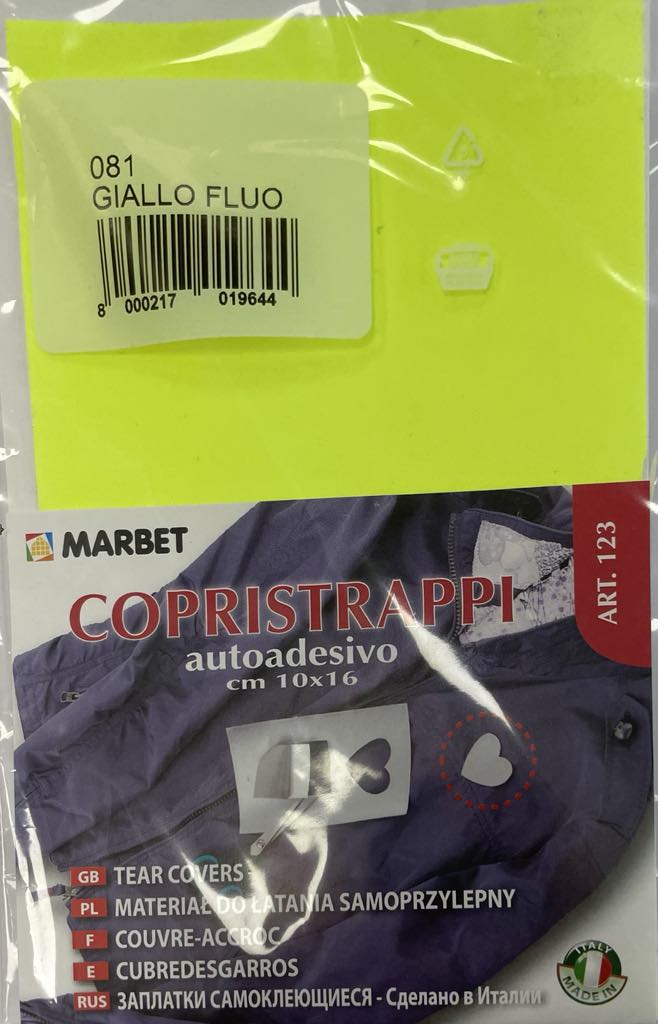 081
GIALLO FLUO
8 000217 019644
MARBET
ART. 123
COPRISTRAPPI
autoadesivo
cm 10x16
GB TEAR COVERS
PL MATERIAŁ DO ŁATANIA SAMOPRZYLEPNY
F COUVRE-ACCROC
E CUBREDESGARROS
RUS ЗАПЛАТКИ САМОКЛЕЮЩИЕСЯ - Сделано в Италии
ITALY
MADE IN